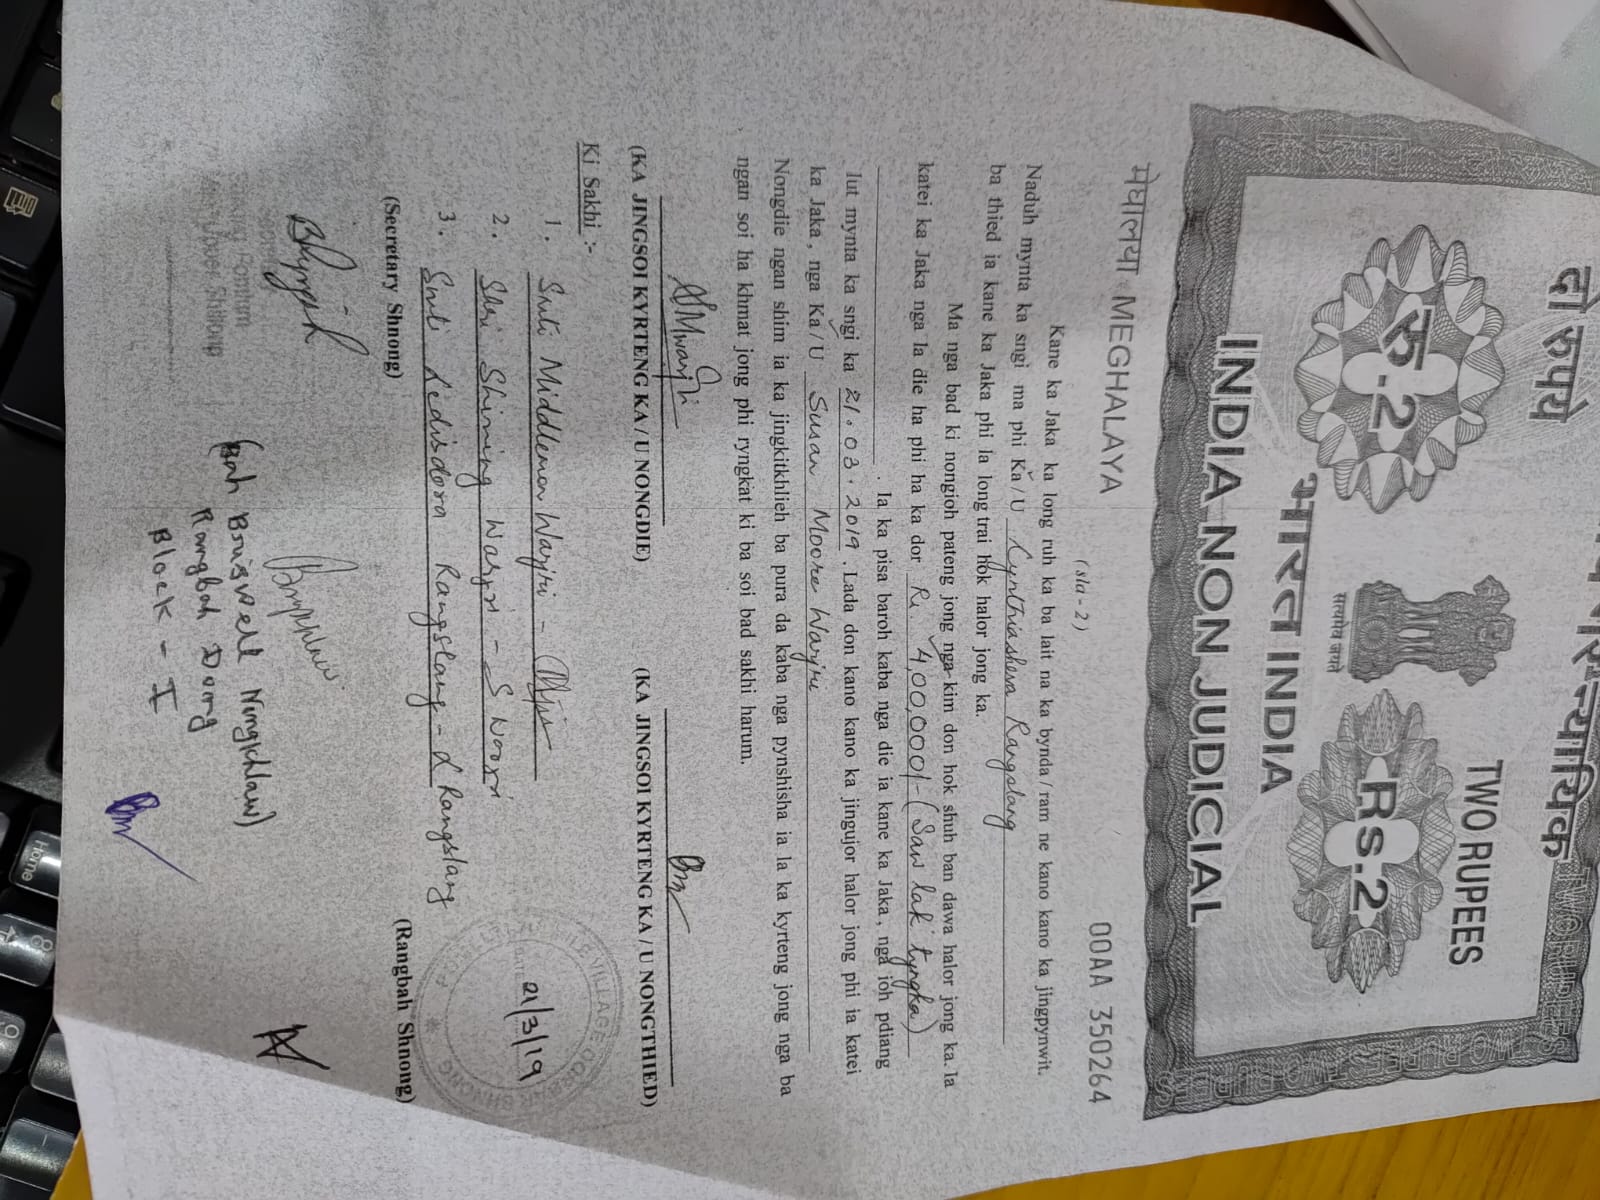 दो रुपये
रु.2
सत्यमेव जयते
Rs.2
TWO RUPEES
भारत INDIA
INDIA NON JUDICIAL
मेघालय MEGHALAYA
00AA 350264
(sla-2)
Kane ka Jaka ka long ruh ka ba lait na ka bynda / ram ne kano kano ka jingpynwit.
Naduh mynta ka sngi ma phi Ka / U Cynthiashera Rangslang
ba thied ia kane ka Jaka phi la long trai hok halor jong ka.
Ma nga bad ki nongioh pateng jong nga kim don hok shuh ban dawa halor jong ka. Ia
katei ka Jaka nga la die ha phi ha ka dor Ri. 4,00,000/- (Saw lak tyngka)
. Ia ka pisa baroh kaba nga die ia kane ka Jaka, nga ioh pdiang
lut mynta ka sngi ka 21.03.2019. Lada don kano kano ka jingujor halor jong phi ia katei
ka Jaka, nga Ka / U Susan Moore Warjri
Nongdie ngan shim ia ka jingkitkhlieh ba pura da kaba nga pynshisha ia la ka kyrteng jong nga ba
ngan soi ha khmat jong phi ryngkat ki ba soi bad sakhi harum.
SMwarjri
(KA JINGSOI KYRTENG KA / U NONGDIE)
(KA JINGSOI KYRTENG KA / U NONGTHIED)
Ki Sakhi :-
1. Smti Middlemon Warjri -
2. Shri Shining Warjri - S Warjri
3. Smti Ledisdora Rangslang - L Rangslang
21/3/19
(Secretary Shnong)
(Rangbah Shnong)
(Bah Briswell Nongkhlaw)
Rangbah Dong
Block - I